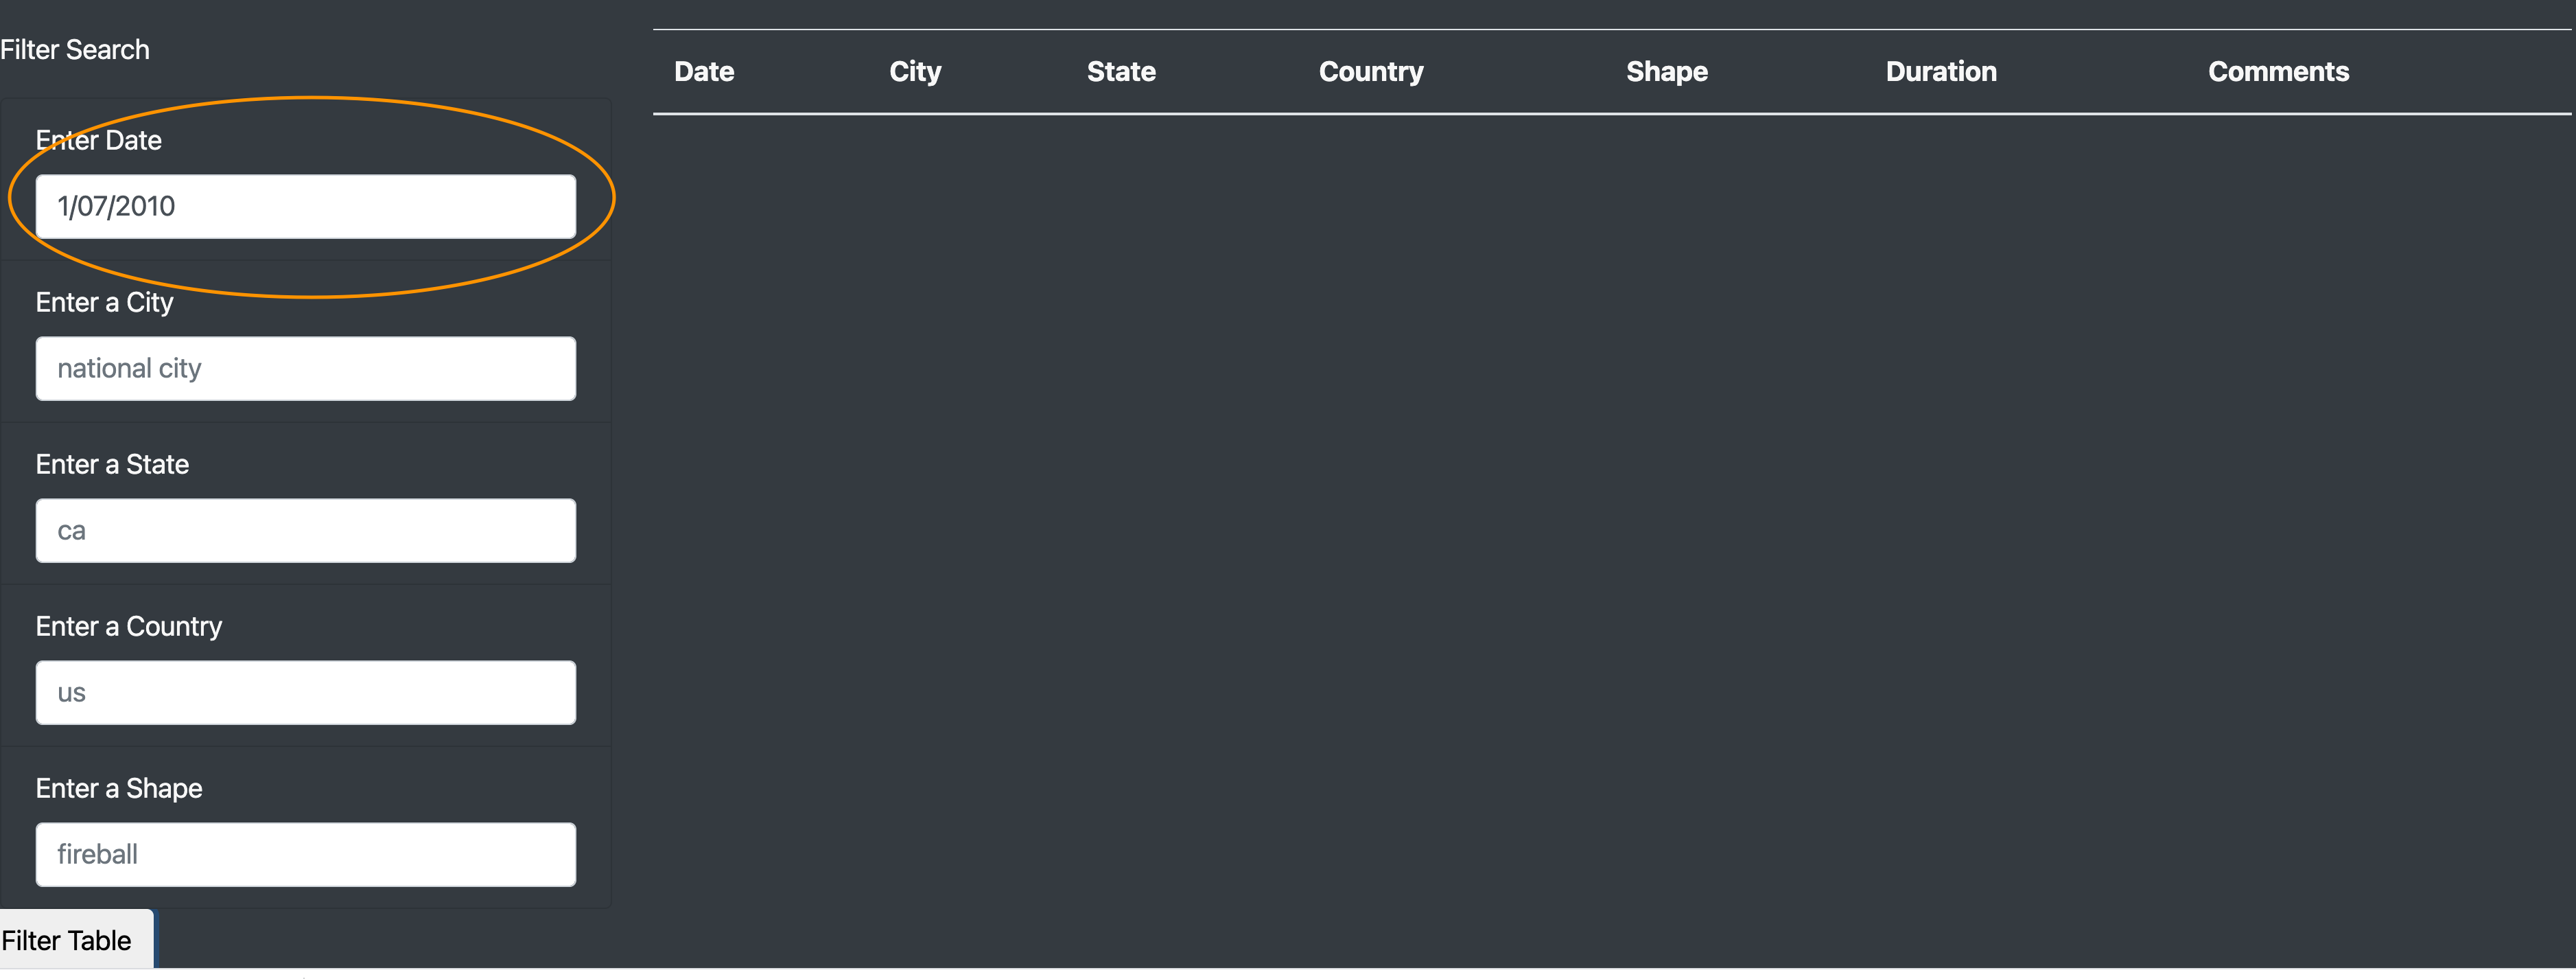 Filter Search
Enter Date
1/07/2010
Enter a City
national city
Enter a State
ca
Enter a Country
us
Enter a Shape
fireball
Filter Table
Date City State Country Shape Duration Comments